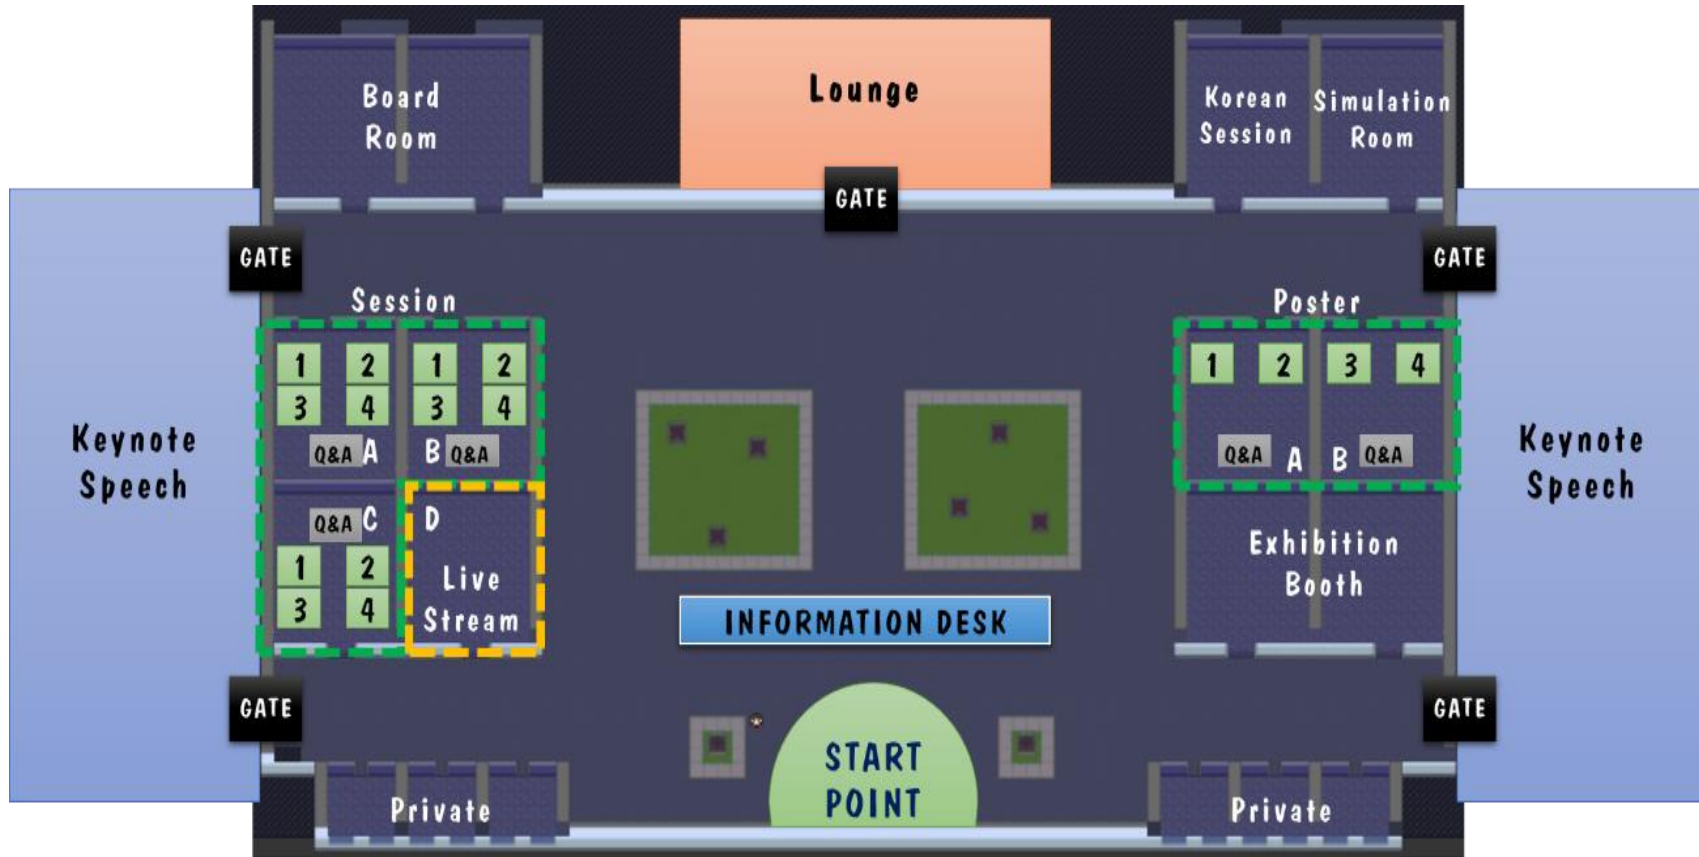 Board
Room
Lounge
Korean
Session
Simulation
Room
GATE
GATE
GATE
Session
Poster
1 2 1 2
3 4 3 4
Q&A A B Q&A
1 2 3 4
Q&A A B Q&A
Keynote
Speech
Keynote
Speech
Q&A C D
1 2
3 4
Live
Stream
Exhibition
Booth
INFORMATION DESK
GATE
GATE
START
POINT
Private
Private